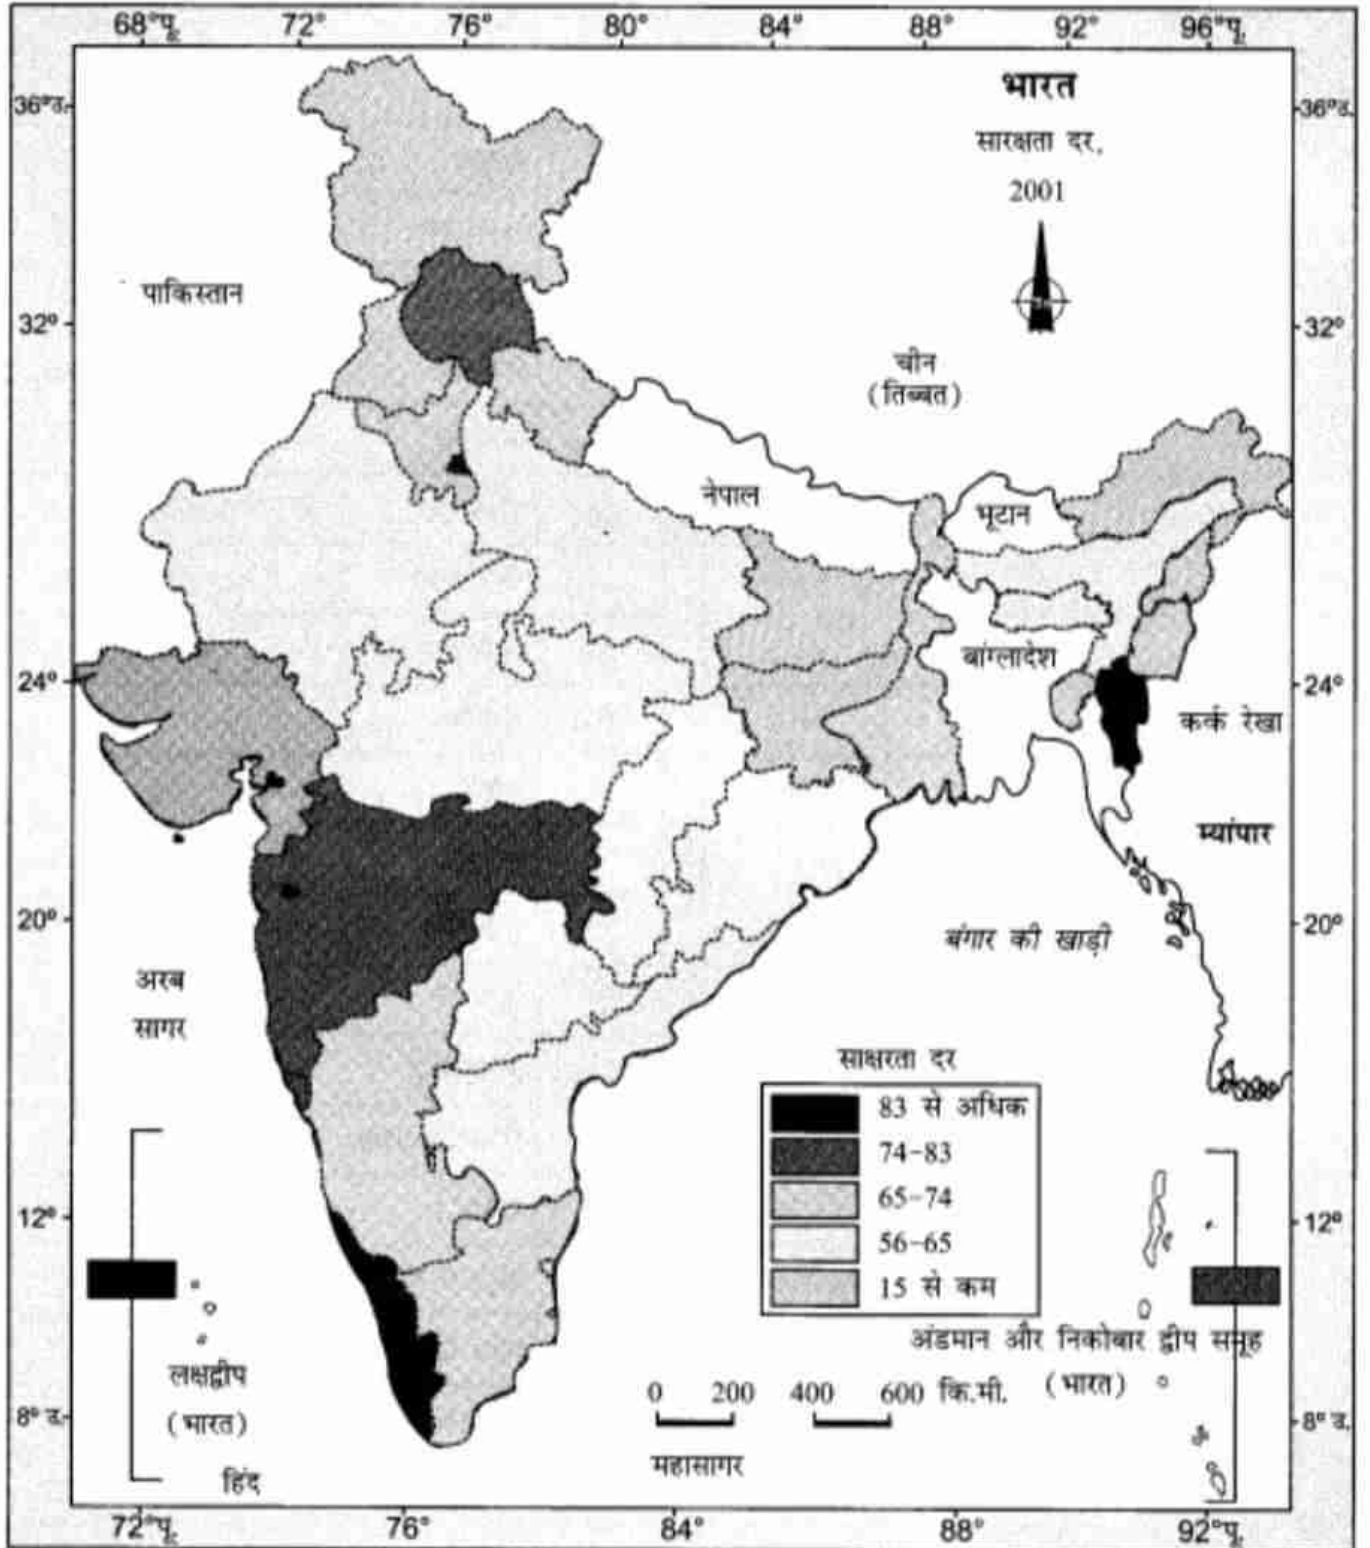 68°पू. 72° 76° 80° 84° 88° 92° 96°पू.
भारत
सारक्षता दर,
2001
36°उ. 36°उ.
पाकिस्तान
32° 32°
चीन
(तिब्बत)
नेपाल
भूटान
बांग्लादेश
24° 24°
कर्क रेखा
म्यांपार
20° 20°
बंगार की खाड़ी
अरब
सागर
साक्षरता दर
83 से अधिक
74-83
65-74
56-65
15 से कम
12° 12°
अंडमान और निकोबार द्वीप समूह
(भारत)
लक्षद्वीप
(भारत)
0 200 400 600 कि.मी.
8° उ. 8° उ.
महासागर
हिंद
72°पू. 76° 84° 88° 92°पू.